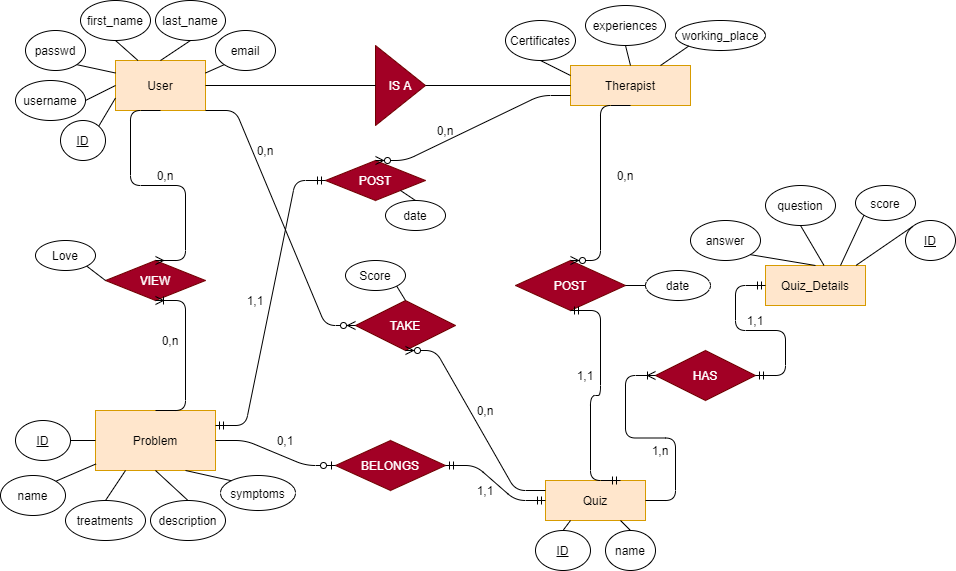 first_name
last_name
experiences
Certificates
working_place
passwd
email
User
IS A
Therapist
username
ID
0,n
0,n
0,n
POST
0,n
date
question
score
answer
ID
Love
VIEW
Score
POST
date
Quiz_Details
1,1
TAKE
1,1
0,n
1,1
HAS
0,n
ID
Problem
0,1
1,n
BELONGS
1,1
name
symptoms
Quiz
treatments
description
ID
name